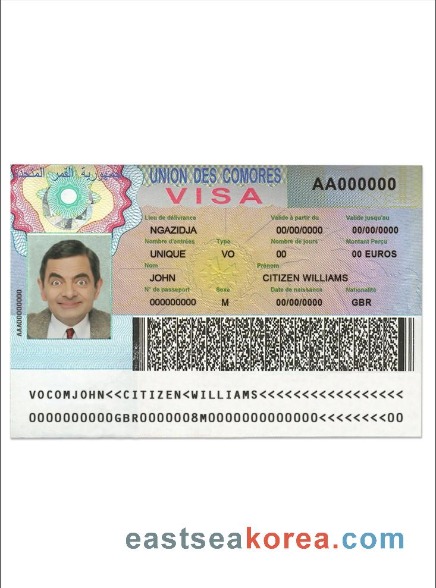 جمهورية القمر المتحدة
UNION DES COMORES
VISA
AA000000
Lieu de délivrance Valide à partir du Valide jusqu'au
NGAZIDJA 00/00/0000 00/00/0000
Nombre d'entrées Type Nombre de jours Montant Perçu
UNIQUE VO 00 00 EUROS
Nom Prénom
JOHN CITIZEN WILLIAMS
N° de passeport Sexe Date de naissance Nationalité
000000000 M 00/00/0000 GBR
AAA00000000
VOCOMJOHN<<CITIZEN<WILLIAMS<<<<<<<<<<<<<<<<<
0000000000GBR0000008M0000000000000<<<<<<<<00
eastseakorea.com